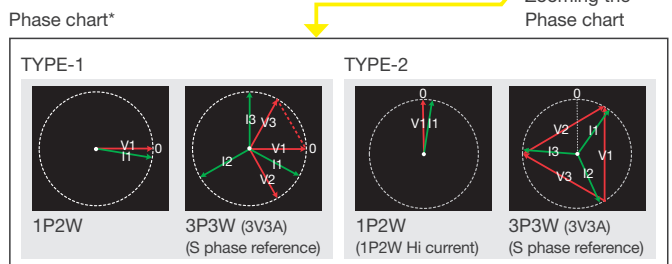 Zooming the
Phase chart
Phase chart*
TYPE-1
TYPE-2
V1
I1
0
1P2W
I3
V3
V1
0
I2
I1
V2
3P3W (3V3A)
(S phase reference)
0
V1
I1
1P2W
(1P2W Hi current)
0
V2
I1
I3
V1
V3
I2
3P3W (3V3A)
(S phase reference)